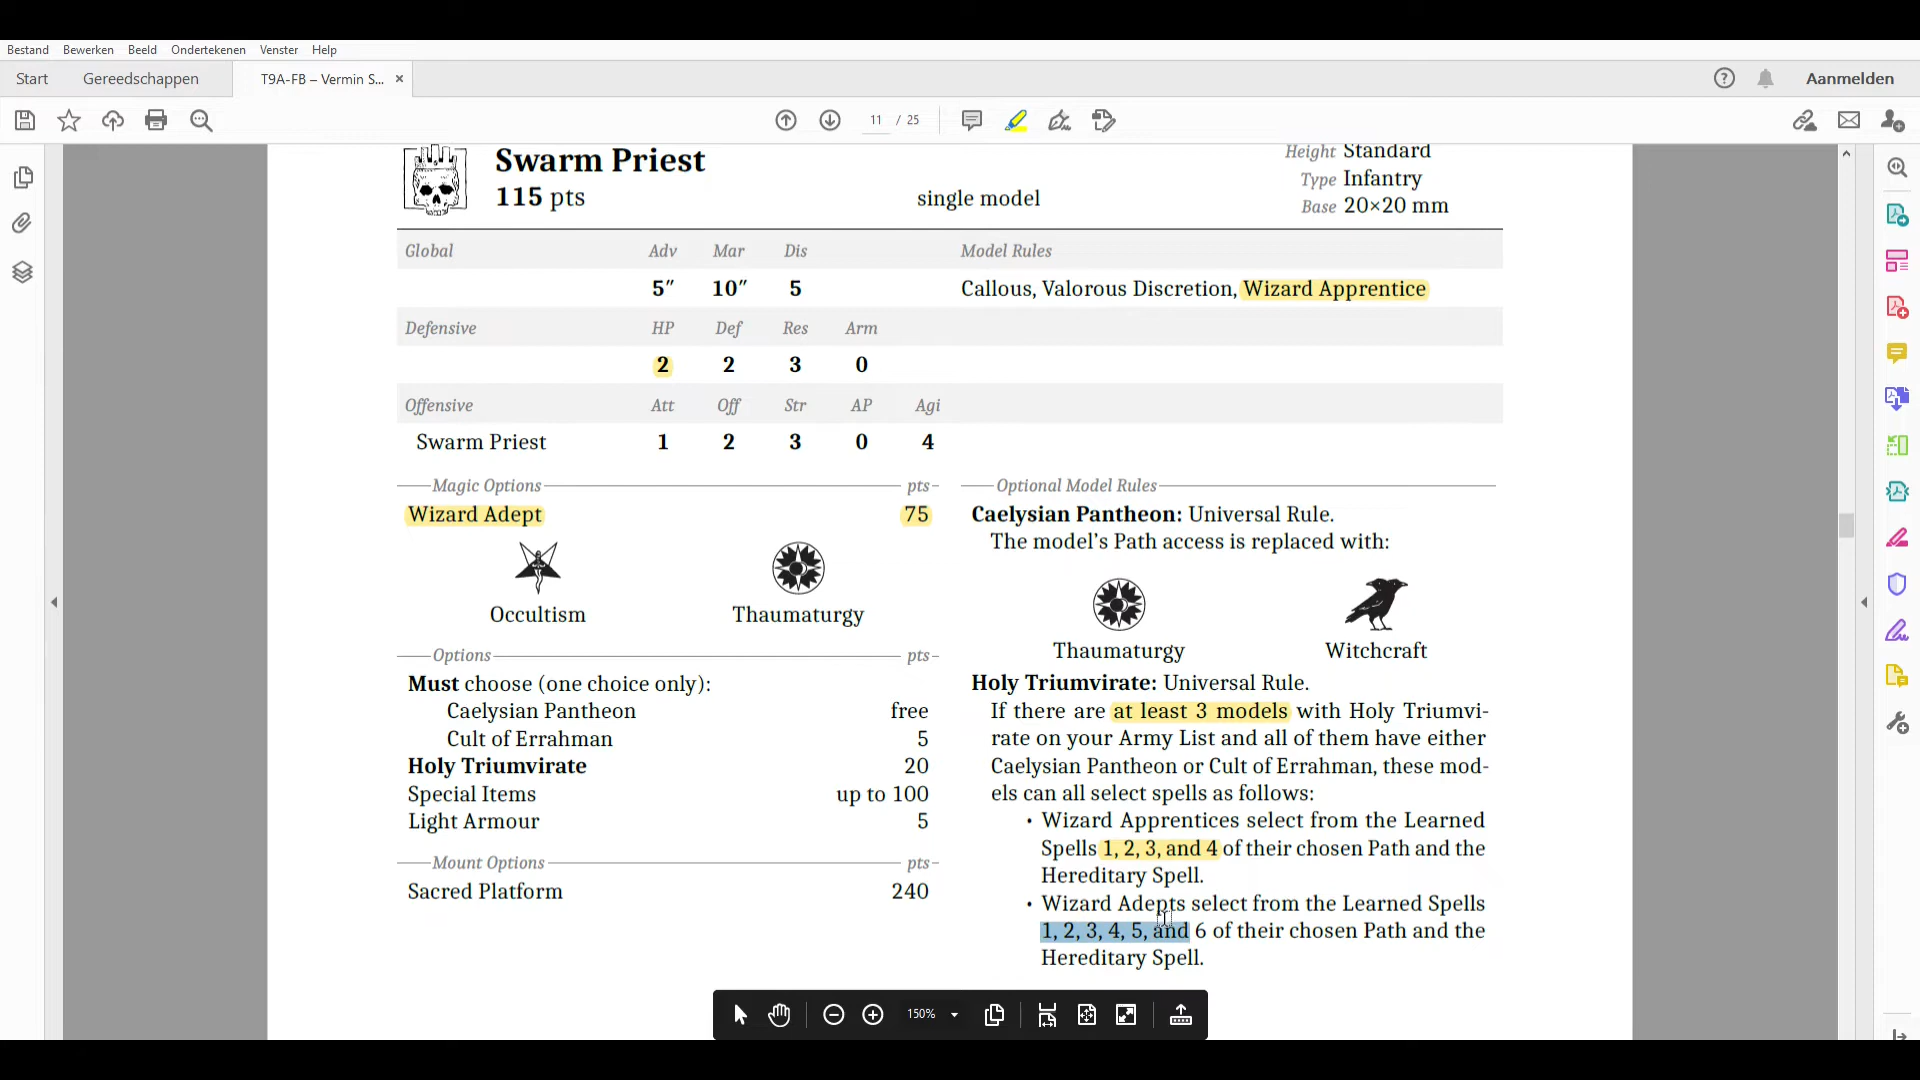 Bestand Bewerken Beeld Ondertekenen Venster Help
Start Gereedschappen T9A-FB – Vermin S... × ? Aanmelden
11 / 25
Swarm Priest
115 pts single model
Height Standard
Type Infantry
Base 20×20 mm
Global Adv Mar Dis Model Rules
5″ 10″ 5 Callous, Valorous Discretion, Wizard Apprentice
Defensive HP Def Res Arm
2 2 3 0
Offensive Att Off Str AP Agi
Swarm Priest 1 2 3 0 4
Magic Options pts
Wizard Adept 75
Occultism Thaumaturgy
Options pts
Must choose (one choice only):
Caelysian Pantheon free
Cult of Errahman 5
Holy Triumvirate 20
Special Items up to 100
Light Armour 5
Mount Options pts
Sacred Platform 240
Optional Model Rules
Caelysian Pantheon: Universal Rule.
The model’s Path access is replaced with:
Thaumaturgy Witchcraft
Holy Triumvirate: Universal Rule.
If there are at least 3 models with Holy Triumvi-
rate on your Army List and all of them have either
Caelysian Pantheon or Cult of Errahman, these mod-
els can all select spells as follows:
• Wizard Apprentices select from the Learned
Spells 1, 2, 3, and 4 of their chosen Path and the
Hereditary Spell.
• Wizard Adepts select from the Learned Spells
1, 2, 3, 4, 5, and 6 of their chosen Path and the
Hereditary Spell.
150%